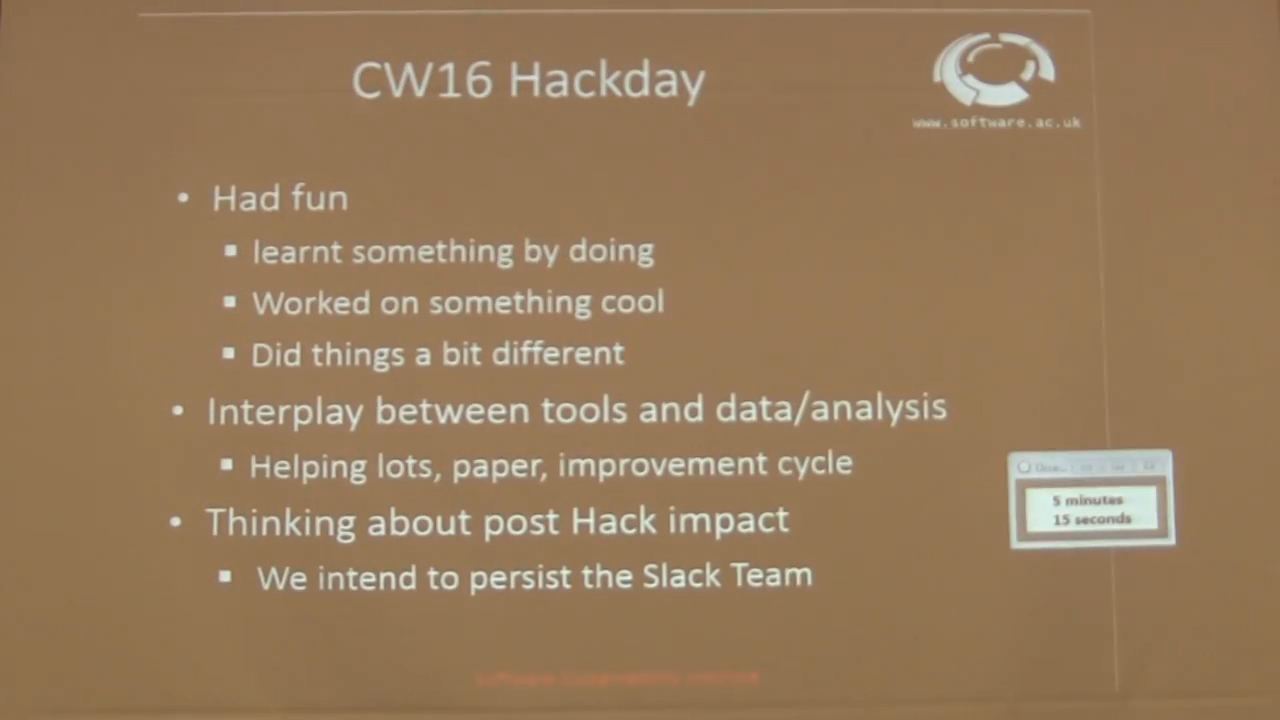 CW16 Hackday
www.software.ac.uk
• Had fun
▪ learnt something by doing
▪ Worked on something cool
▪ Did things a bit different
• Interplay between tools and data/analysis
▪ Helping lots, paper, improvement cycle
• Thinking about post Hack impact
▪ We intend to persist the Slack Team
5 minutes
15 seconds